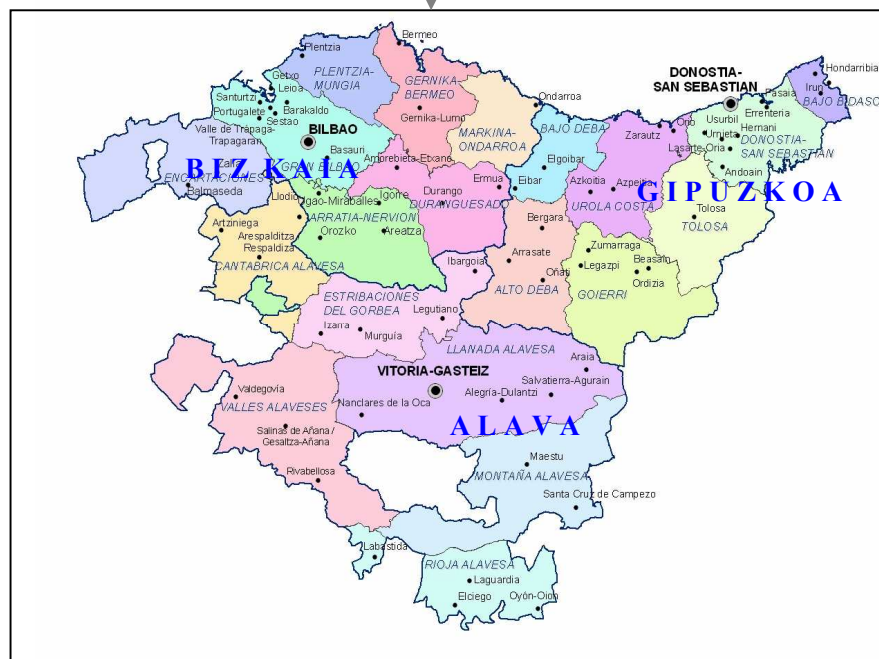 Bermeo
Plentzia
PLENTZIA-
MUNGIA
GERNIKA-
BERMEO
Gernika-Lumo
Getxo
Leioa
Santurtzi
Barakaldo
Portugalete
Sestao
Valle de Trápaga-
Trapagaran
BILBAO
Basauri
GRAN BILBAO
BIZKAIA
ENCARTACIONES
Balmaseda
MARKINA-
ONDARROA
Ondarroa
BAJO DEBA
Elgoibar
Eibar
Ermua
Amorebieta-Etxano
Durango
DURANGUESADO
Igorre
Ugao-Miraballes
ARRATIA-NERVION
Orozko
Areatza
Llodio
Artziniega
Arespalditza
Respaldiza
CANTABRICA ALAVESA
DONOSTIA-
SAN SEBASTIAN
Hondarribia
Irun
BAJO BIDASOA
Pasaia
Errenteria
Usurbil
Hernani
Urnieta
Orio
Zarautz
Lasarte-Oria
DONOSTIA-
SAN SEBASTIAN
Andoain
GIPUZKOA
Azkoitia
Azpeitia
UROLA COSTA
Tolosa
TOLOSA
Bergara
Zumarraga
Arrasate
Legazpi
Beasain
Oñati
Ordizia
ALTO DEBA
GOIERRI
Ibargoia
ESTRIBACIONES
DEL GORBEA
Legutiano
Izarra
Murguía
LLANADA ALAVESA
Araia
VITORIA-GASTEIZ
Salvatierra-Agurain
Alegría-Dulantzi
Nanclares de la Oca
ALAVA
Valdegovía
VALLES ALAVESES
Salinas de Añana /
Gesaltza-Añana
Rivabellosa
Maestu
MONTAÑA ALAVESA
Santa Cruz de Campezo
Labastida
RIOJA ALAVESA
Laguardia
Elciego
Oyón-Oion